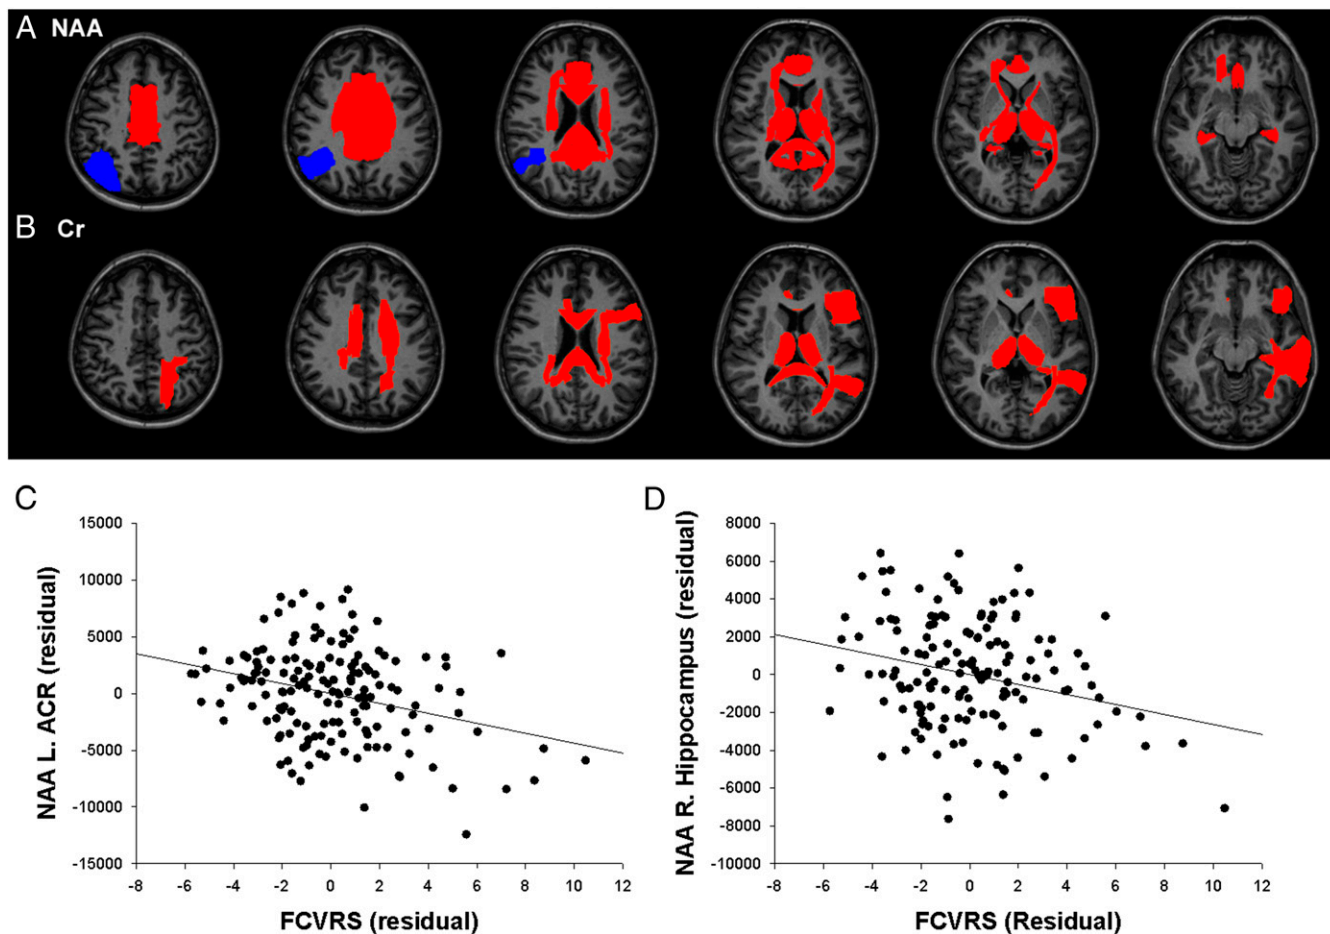 A NAA
B Cr
C
15000
10000
5000
0
-5000
-10000
-15000
-8 -6 -4 -2 0 2 4 6 8 10 12
NAA L. ACR (residual)
FCVRS (residual)
D
8000
6000
4000
2000
0
-2000
-4000
-6000
-8000
-10000
-8 -6 -4 -2 0 2 4 6 8 10 12
NAA R. Hippocampus (residual)
FCVRS (Residual)